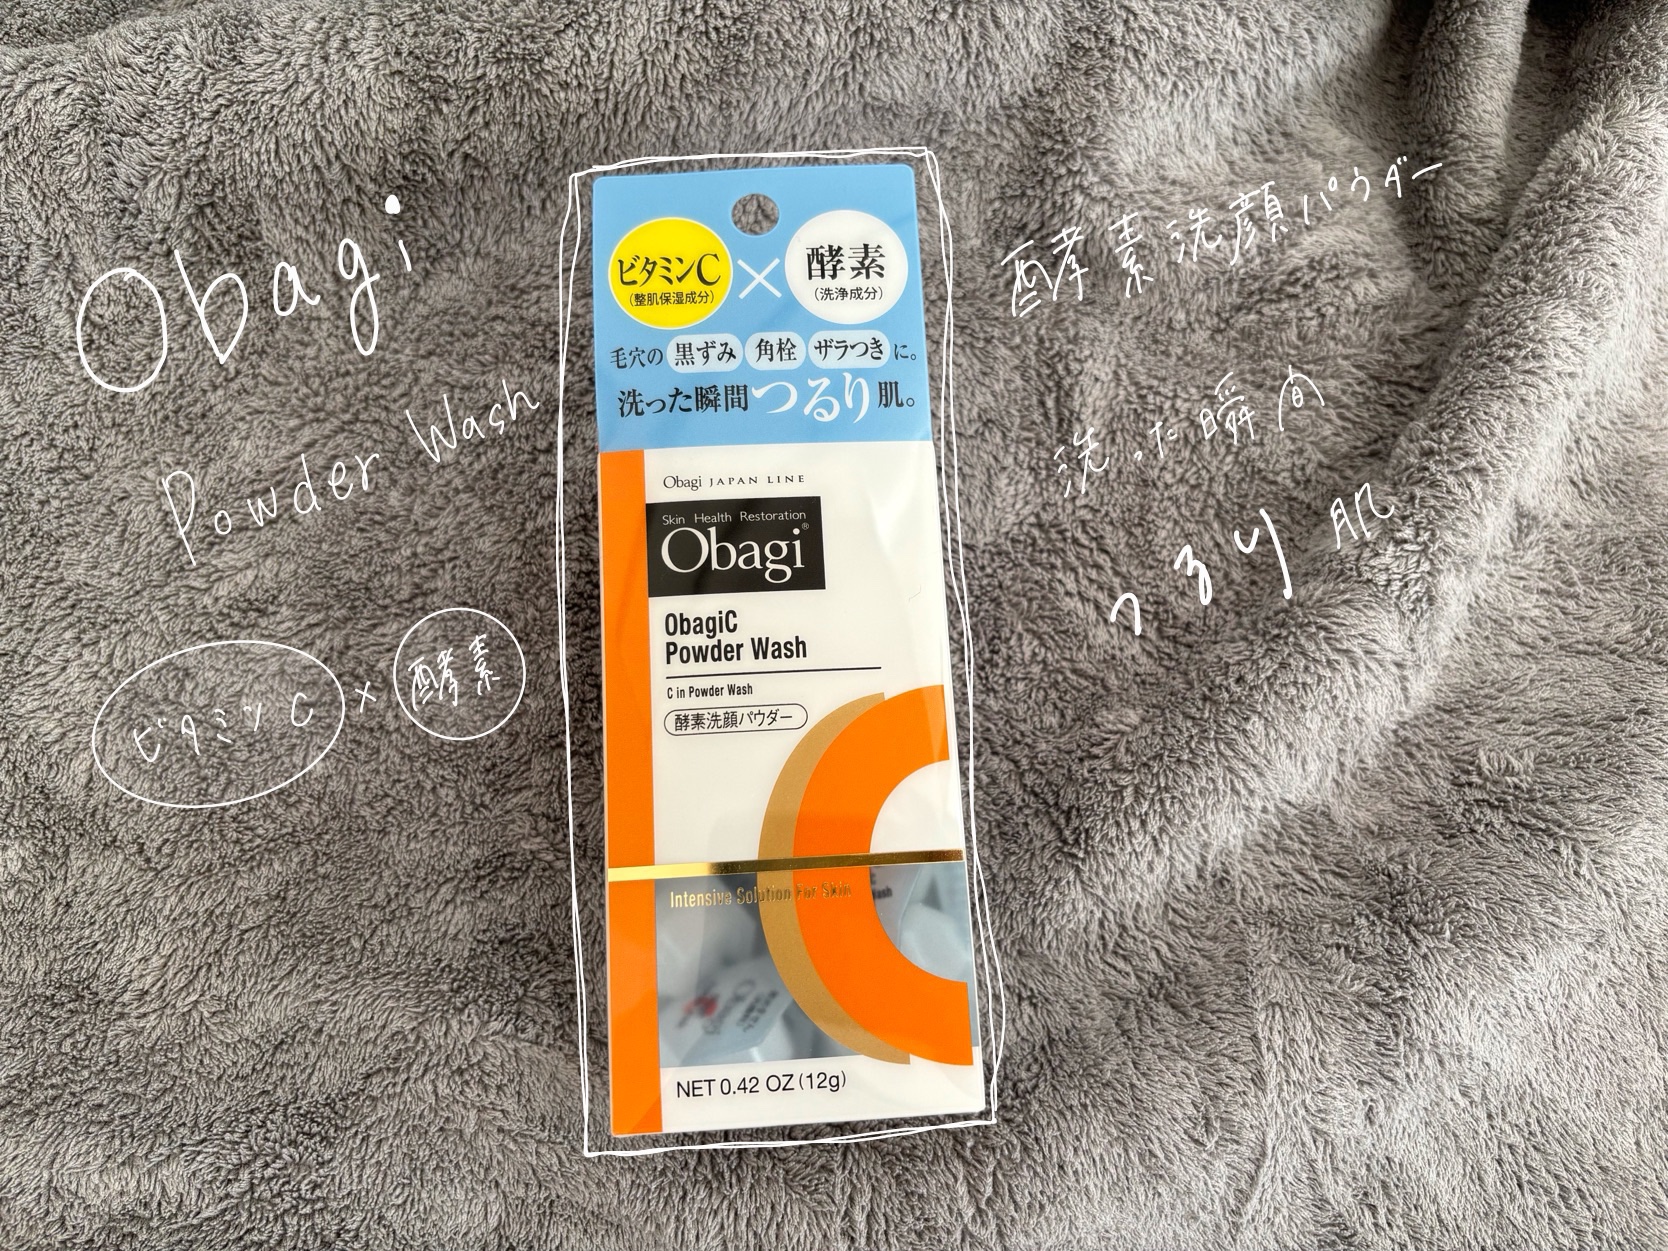 Obagi
Powder Wash
ビタミンC × 酵素
ビタミンC
(整肌保湿成分)
×
酵素
(洗浄成分)
毛穴の 黒ずみ 角栓 ザラつき に。
洗った瞬間つるり肌。
Obagi JAPAN LINE
Skin Health Restoration
Obagi®
ObagiC
Powder Wash
C in Powder Wash
酵素洗顔パウダー
Intensive Solution For Skin
NET 0.42 OZ (12g)
酵素洗顔パウダー
洗った瞬間
つるり肌